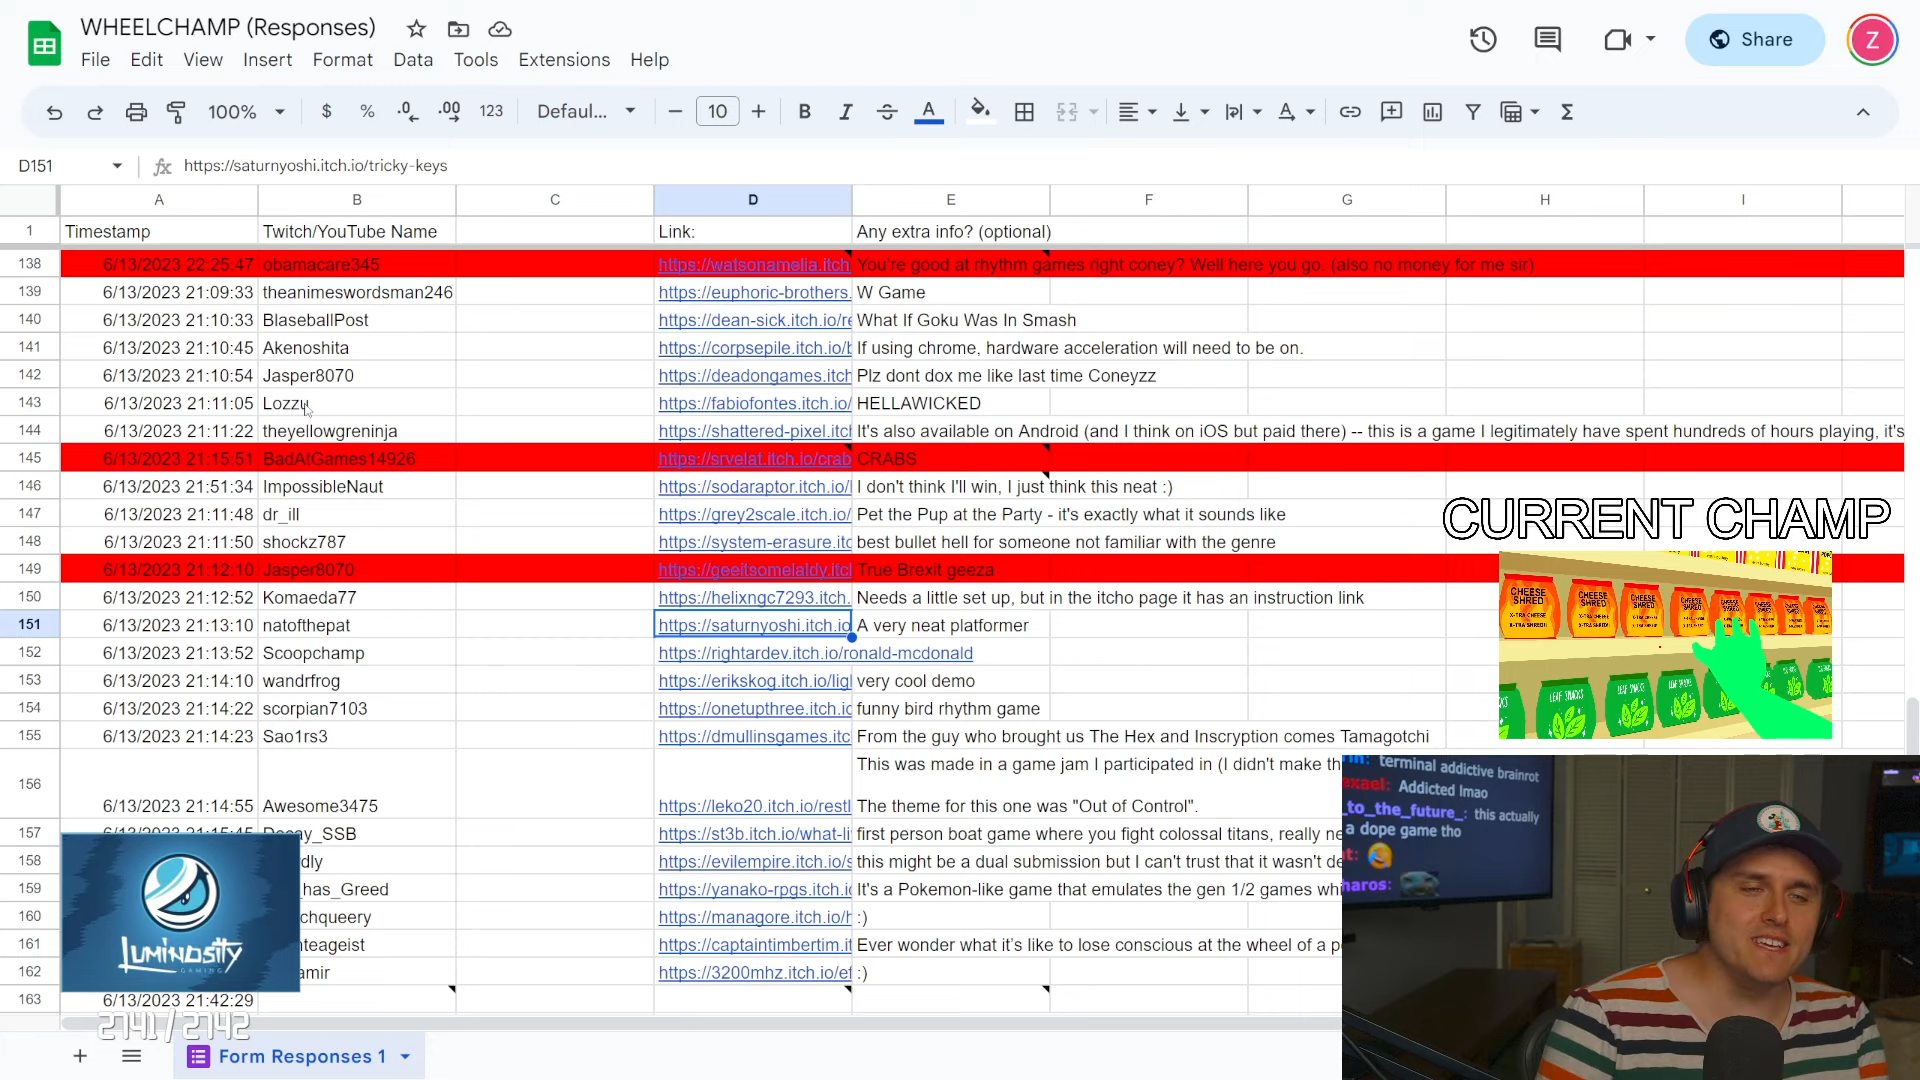 WHEELCHAMP (Responses)
File Edit View Insert Format Data Tools Extensions Help
Share
Z
100% $ % .0 .00 123 Defaul... 10 B I A A Σ
D151 fx https://saturnyoshi.itch.io/tricky-keys
A B C D E F G H I
1 Timestamp Twitch/YouTube Name Link: Any extra info? (optional)
138 6/13/2023 22:25:47 obamacare345 https://watsonamelia.itch You're good at rhythm games right coney? Well here you go. (also no money for me sir)
139 6/13/2023 21:09:33 theanimeswordsman246 https://euphoric-brothers. W Game
140 6/13/2023 21:10:33 BlaseballPost https://dean-sick.itch.io/re What If Goku Was In Smash
141 6/13/2023 21:10:45 Akenoshita https://corpsepile.itch.io/b If using chrome, hardware acceleration will need to be on.
142 6/13/2023 21:10:54 Jasper8070 https://deadongames.itch Plz dont dox me like last time Coneyzz
143 6/13/2023 21:11:05 Lozzu https://fabiofontes.itch.io/ HELLAWICKED
144 6/13/2023 21:11:22 theyellowgreninja https://shattered-pixel.itch It's also available on Android (and I think on iOS but paid there) -- this is a game I legitimately have spent hundreds of hours playing, it's
145 6/13/2023 21:15:51 BadAtGames14926 https://srvelat.itch.io/crab CRABS
146 6/13/2023 21:51:34 ImpossibleNaut https://sodaraptor.itch.io/ I don't think I'll win, I just think this neat :)
147 6/13/2023 21:11:48 dr_ill https://grey2scale.itch.io/ Pet the Pup at the Party - it's exactly what it sounds like
148 6/13/2023 21:11:50 shockz787 https://system-erasure.itc best bullet hell for someone not familiar with the genre
149 6/13/2023 21:12:10 Jasper8070 https://geeitsomelaldy.itcl True Brexit geeza
150 6/13/2023 21:12:52 Komaeda77 https://helixngc7293.itch. Needs a little set up, but in the itcho page it has an instruction link
151 6/13/2023 21:13:10 natofthepat https://saturnyoshi.itch.io A very neat platformer
152 6/13/2023 21:13:52 Scoopchamp https://rightardev.itch.io/ronald-mcdonald
153 6/13/2023 21:14:10 wandrfrog https://erikskog.itch.io/lig very cool demo
154 6/13/2023 21:14:22 scorpian7103 https://onetupthree.itch.io funny bird rhythm game
155 6/13/2023 21:14:23 Sao1rs3 https://dmullinsgames.itc From the guy who brought us The Hex and Inscryption comes Tamagotchi
This was made in a game jam I participated in (I didn't make th
156 6/13/2023 21:14:55 Awesome3475 https://leko20.itch.io/restl The theme for this one was "Out of Control".
157 6/13/2023 21:15:45 Decay_SSB https://st3b.itch.io/what-li first person boat game where you fight colossal titans, really ne
158 dly https://evilempire.itch.io/s this might be a dual submission but I can't trust that it wasn't de
159 has_Greed https://yanako-rpgs.itch.ic It's a Pokemon-like game that emulates the gen 1/2 games whi
160 chqueery https://managore.itch.io/h :)
161 nteageist https://captaintimbertim.it Ever wonder what it's like to lose conscious at the wheel of a p
162 amir https://3200mhz.itch.io/ef :)
163 6/13/2023 21:42:29
Form Responses 1
CURRENT CHAMP
CHEESE SHRED X-TRA CHEESE X-TRA SHRED
LEAF SNACKS
LUMINOSITY
GAMING
2741 / 2742
terminal addictive brainrot
exael: Addicted lmao
_to_the_future_: this actually
a dope game tho
haros: